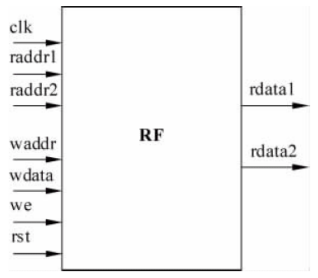 clk
raddr1
raddr2
waddr
wdata
we
rst
RF
rdata1
rdata2